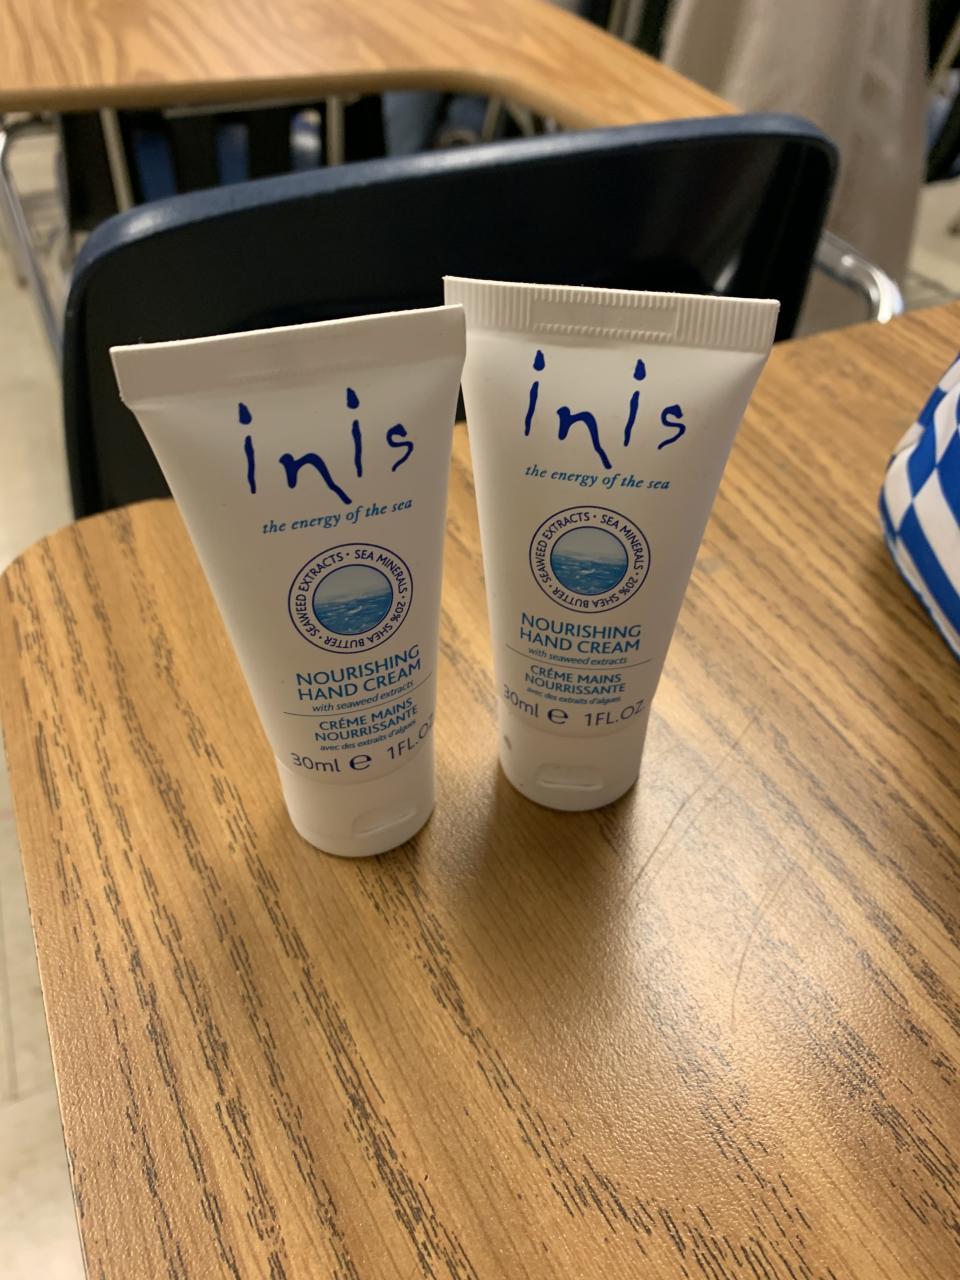 inis
the energy of the sea
SEAWEED EXTRACTS • SEA MINERALS • 20% SHEA BUTTER •
NOURISHING
HAND CREAM
with seaweed extracts
CRÉME MAINS
NOURRISSANTE
avec des extraits d'algues
30ml e 1FL.OZ
inis
the energy of the sea
SEAWEED EXTRACTS • SEA MINERALS • 20% SHEA BUTTER •
NOURISHING
HAND CREAM
with seaweed extracts
CRÉME MAINS
NOURRISSANTE
avec des extraits d'algues
30ml e 1FL.OZ